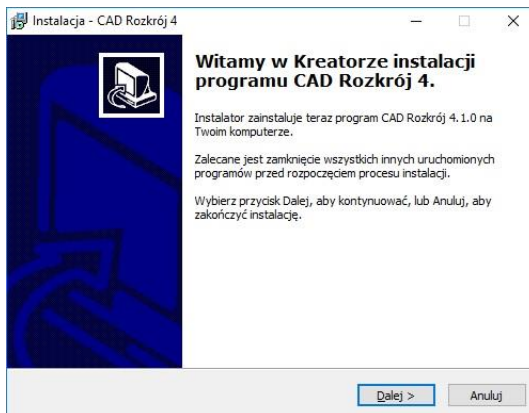 Instalacja - CAD Rozkrój 4
Witamy w Kreatorze instalacji
programu CAD Rozkrój 4.
Instalator zainstaluje teraz program CAD Rozkrój 4.1.0 na
Twoim komputerze.
Zalecane jest zamknięcie wszystkich innych uruchomionych
programów przed rozpoczęciem procesu instalacji.
Wybierz przycisk Dalej, aby kontynuować, lub Anuluj, aby
zakończyć instalację.
Dalej > Anuluj